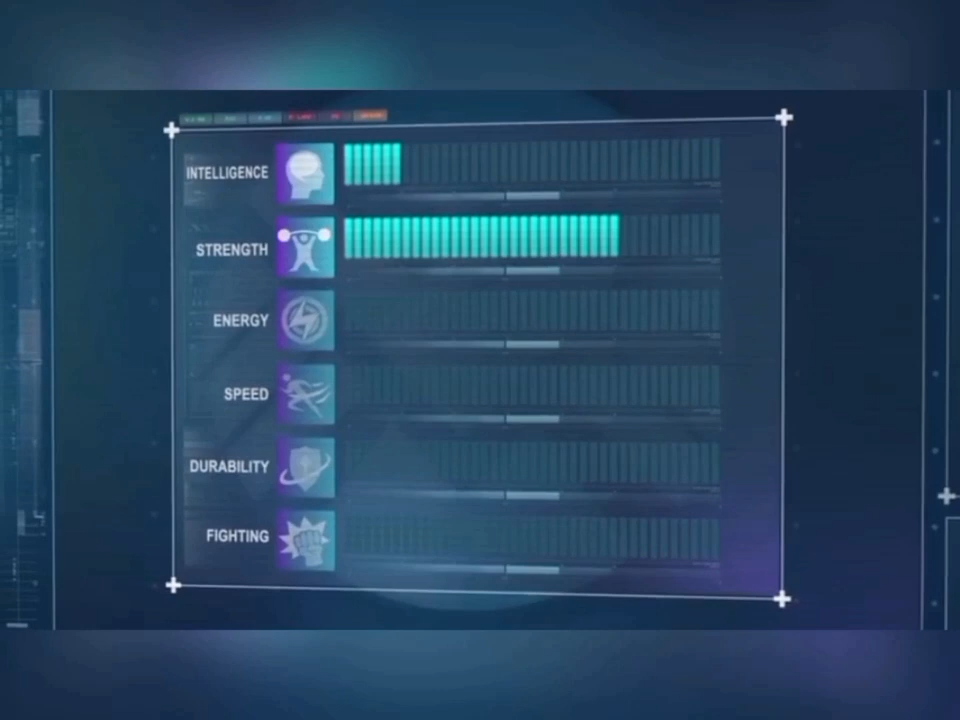 INTELLIGENCE
STRENGTH
ENERGY
SPEED
DURABILITY
FIGHTING